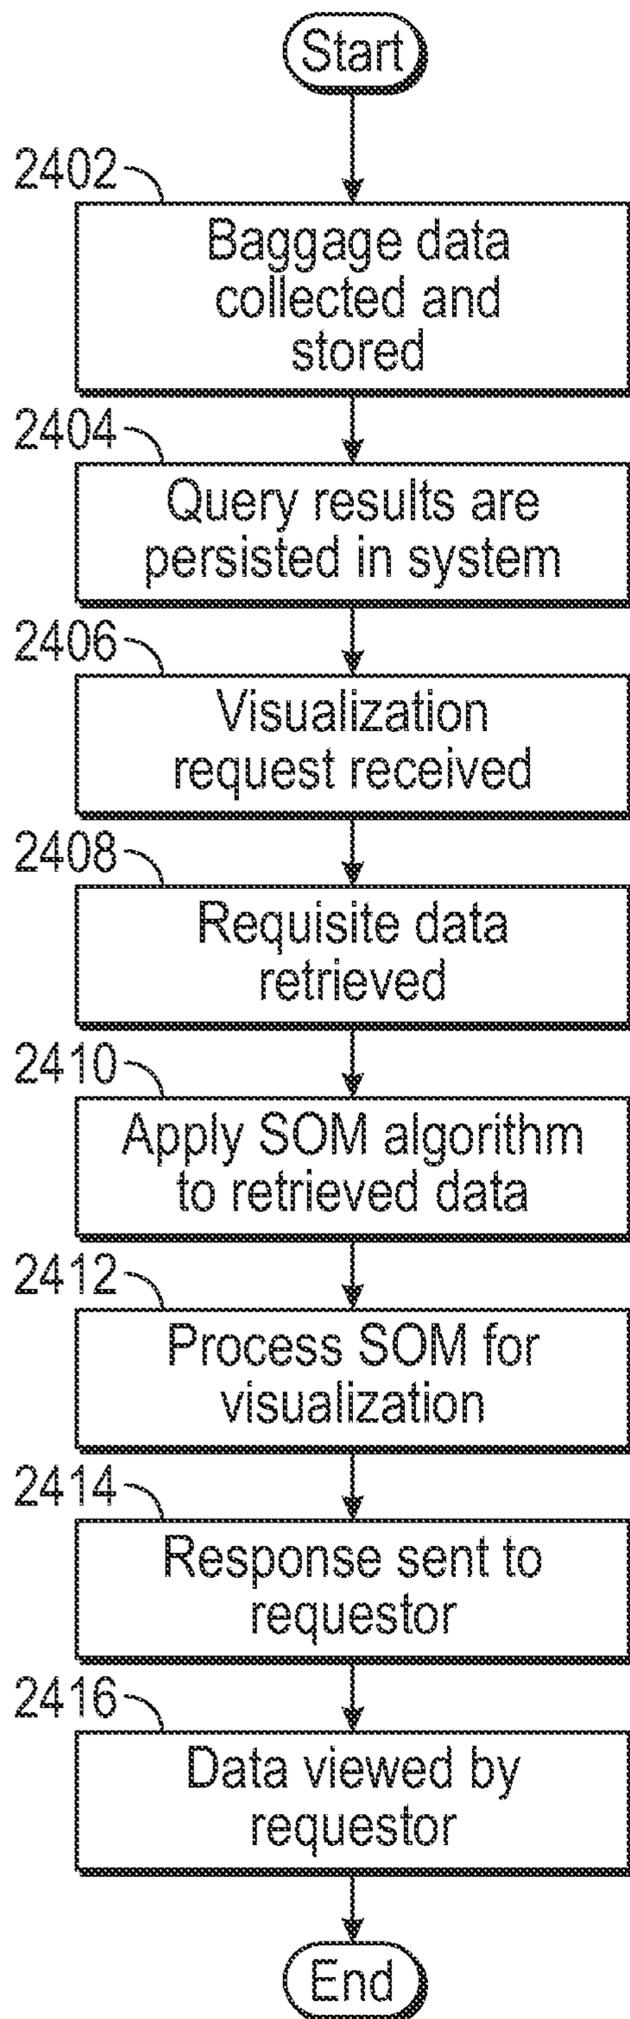 Start
2402
Baggage data
collected and
stored
2404
Query results are
persisted in system
2406
Visualization
request received
2408
Requisite data
retrieved
2410
Apply SOM algorithm
to retrieved data
2412
Process SOM for
visualization
2414
Response sent to
requestor
2416
Data viewed by
requestor
End